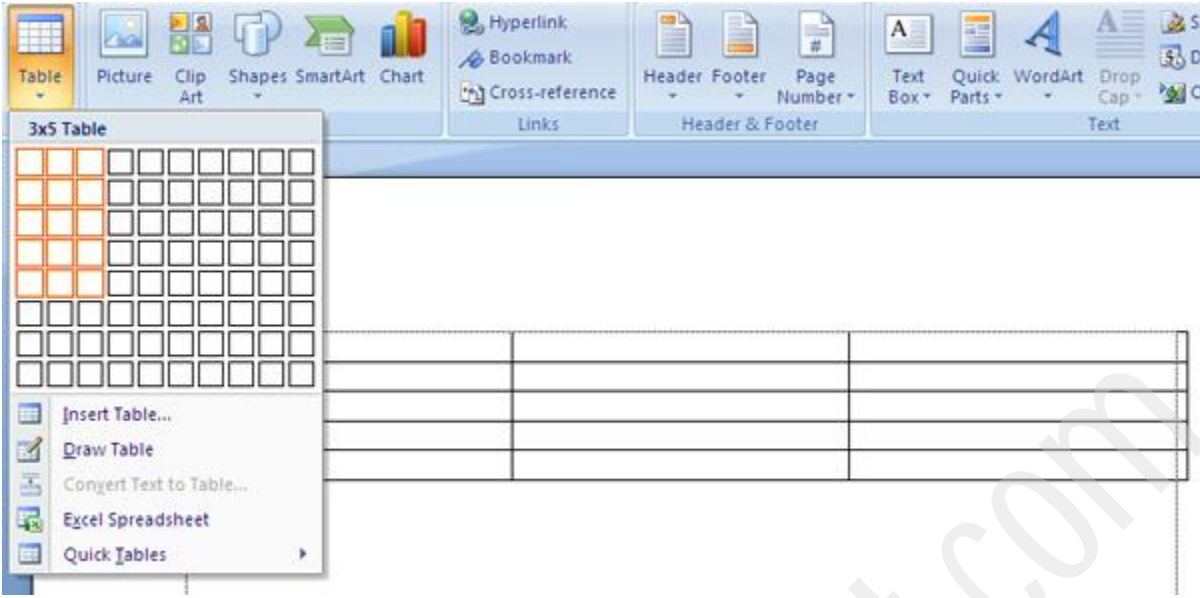 Table
Picture
Clip
Art
Shapes
SmartArt
Chart
Hyperlink
Bookmark
Cross-reference
Links
Header
Footer
Page
Number
#
Header & Footer
A
Text
Box
Quick
Parts
A
WordArt
A
Drop
Cap
Text
3x5 Table
Insert Table...
Draw Table
Convert Text to Table...
Excel Spreadsheet
Quick Tables
.com